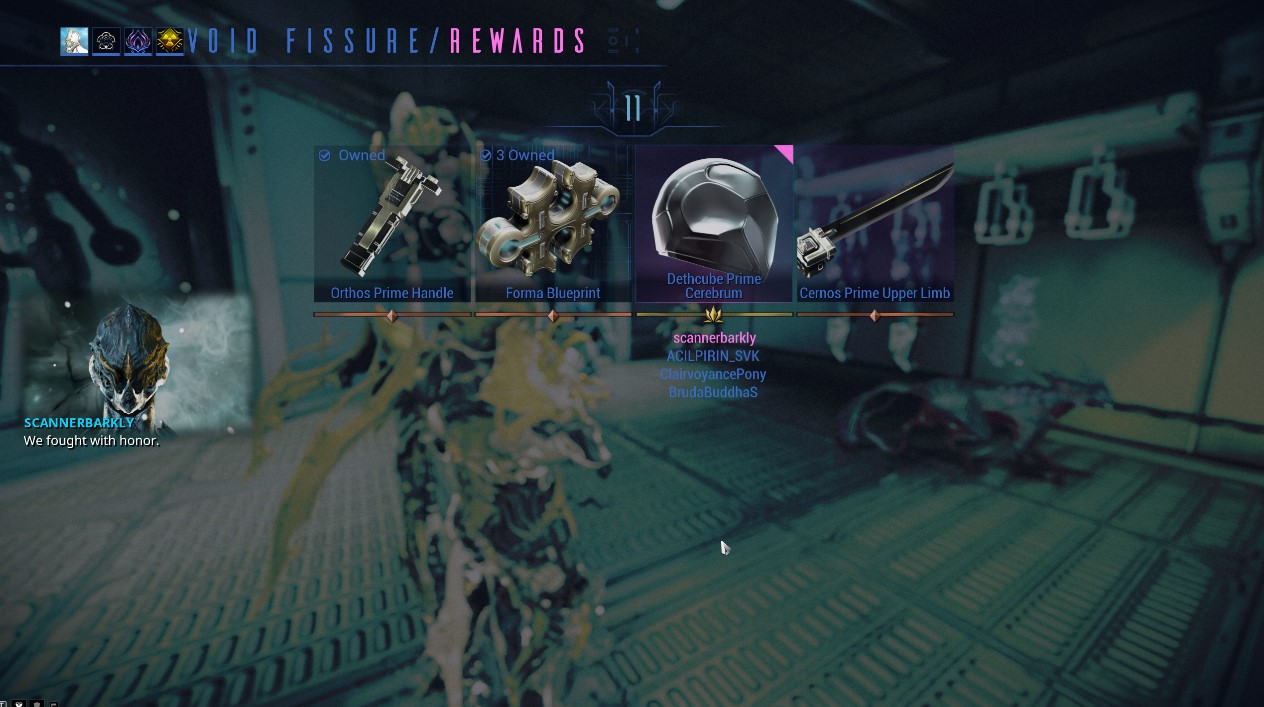 VOID FISSURE/REWARDS
11
Owned
3 Owned
Orthos Prime Handle
Forma Blueprint
Dethcube Prime
Cerebrum
Cernos Prime Upper Limb
scannerbarkly
ACILPIRIN_SVK
ClairvoyancePony
BrudaBuddhaS
SCANNERBARKLY
We fought with honor.